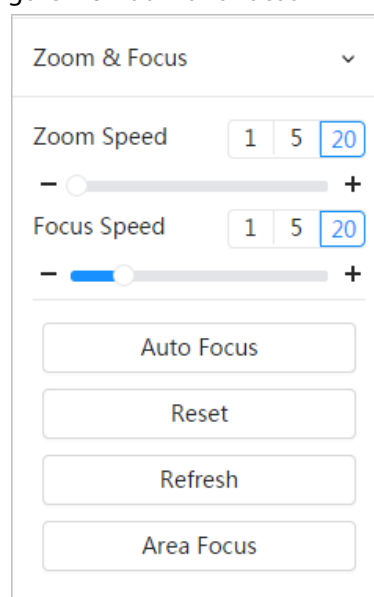 Zoom & Focus
Zoom Speed 1 5 20
− +
Focus Speed 1 5 20
− +
Auto Focus
Reset
Refresh
Area Focus